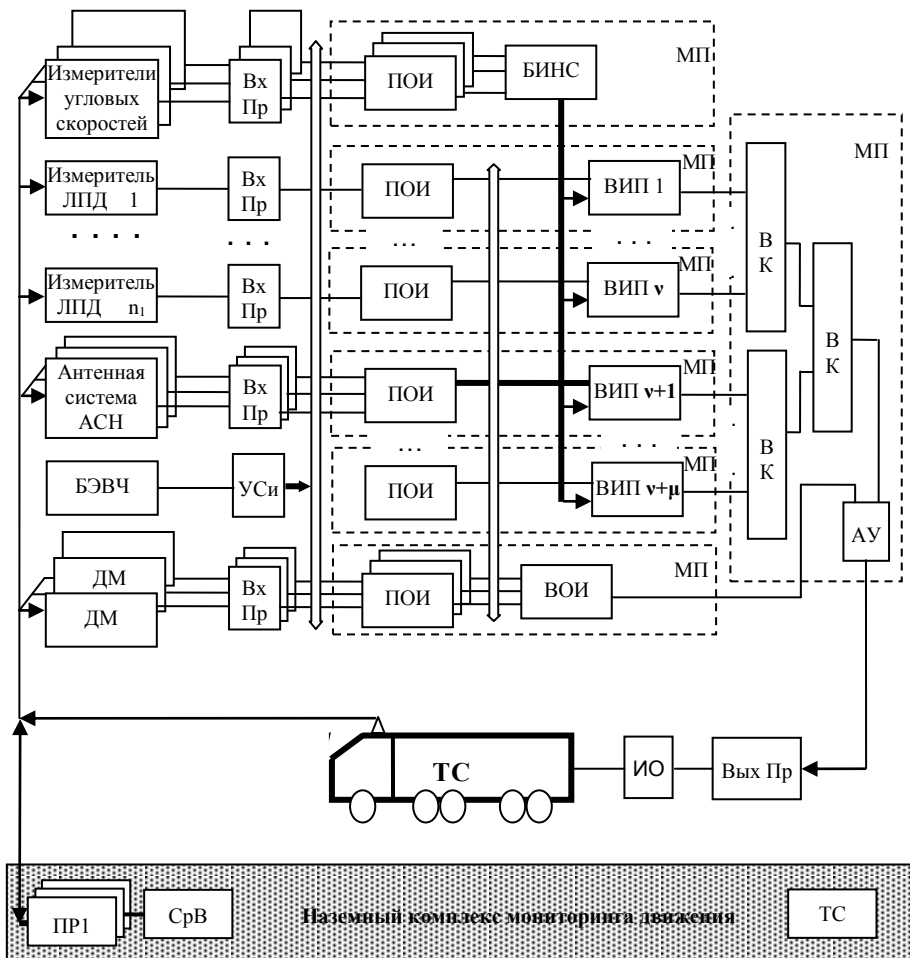 МП
Измерители
угловых
скоростей
Вх
Пр
ПОИ
БИНС
МП
МП
Измеритель
ЛПД 1
Вх
Пр
ПОИ
ВИП 1
. . . .
. . .
...
. . .
В
К
МП
Измеритель
ЛПД n1
Вх
Пр
ПОИ
ВИП ν
В
К
МП
Антенная
система
АСН
Вх
Пр
ПОИ
ВИП ν+1
...
. . .
В
К
МП
БЭВЧ
УСи
ПОИ
ВИП ν+μ
АУ
МП
ДМ
ДМ
Вх
Пр
ПОИ
ВОИ
ТС
ИО
Вых Пр
ПР1
СрВ
Наземный комплекс мониторинга движения
ТС